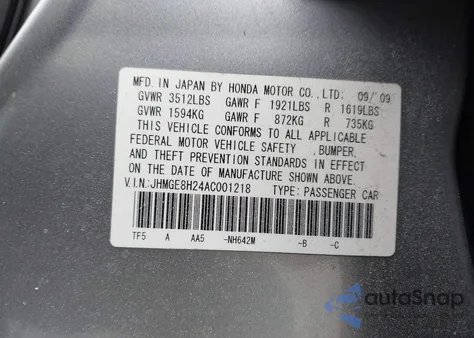 MFD. IN JAPAN BY HONDA MOTOR CO., LTD. 09/'09
GVWR 3512LBS GAWR F 1921LBS R 1619LBS
GVWR 1594KG GAWR F 872KG R 735KG
THIS VEHICLE CONFORMS TO ALL APPLICABLE
FEDERAL MOTOR VEHICLE SAFETY , BUMPER,
AND THEFT PREVENTION STANDARDS IN EFFECT
ON THE DATE OF MANUFACTURE SHOWN ABOVE.
V.I.N.:JHMGE8H24AC001218 TYPE: PASSENGER CAR
TF5 A AA5 -NH642M -B -C
autoSnap